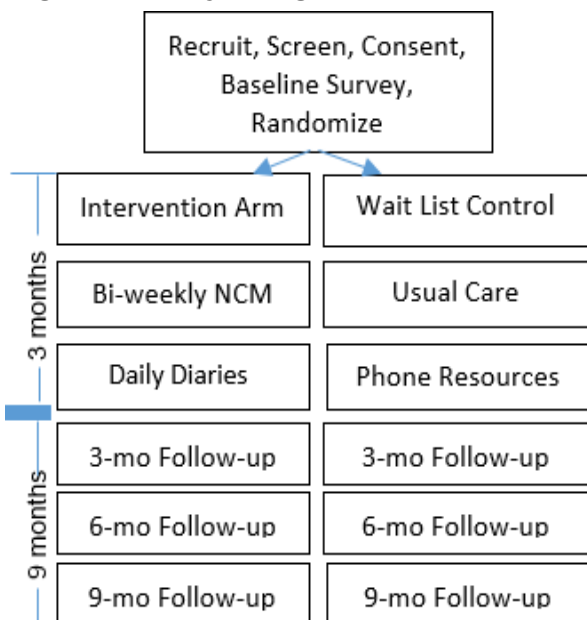 Recruit, Screen, Consent,
Baseline Survey,
Randomize
Intervention Arm
Wait List Control
3 months
Bi-weekly NCM
Usual Care
Daily Diaries
Phone Resources
9 months
3-mo Follow-up
3-mo Follow-up
6-mo Follow-up
6-mo Follow-up
9-mo Follow-up
9-mo Follow-up